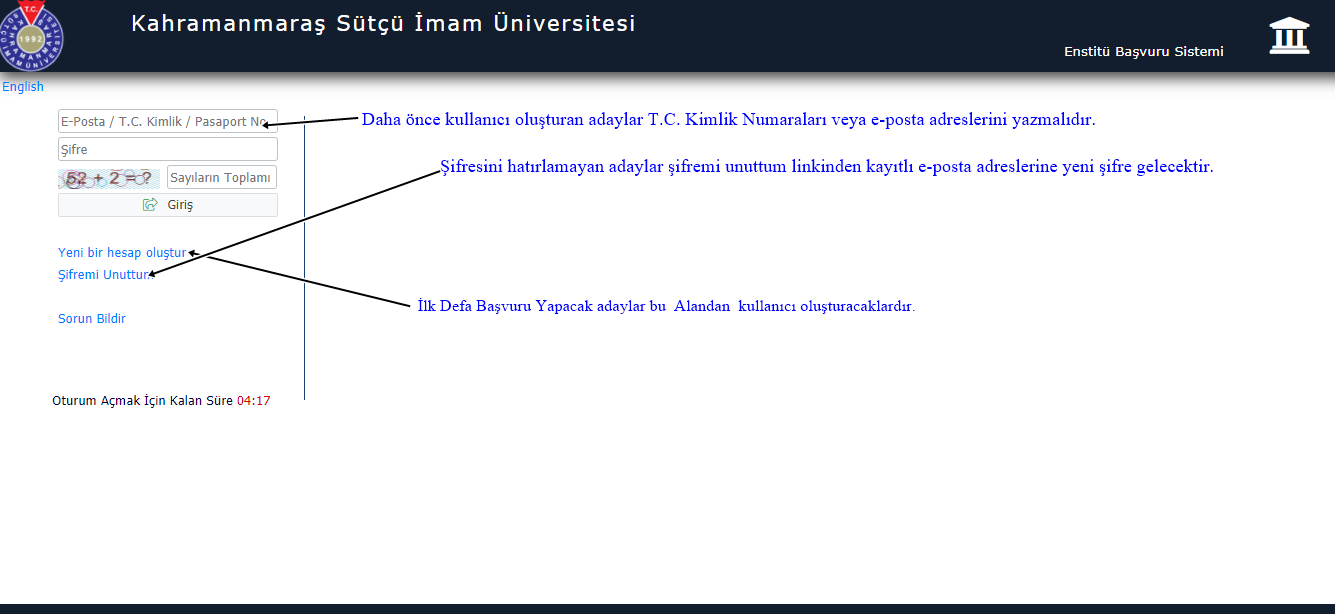 Kahramanmaraş Sütçü İmam Üniversitesi
T.C.
1992
Enstitü Başvuru Sistemi
English
E-Posta / T.C. Kimlik / Pasaport No
Daha önce kullanıcı oluşturan adaylar T.C. Kimlik Numaraları veya e-posta adreslerini yazmalıdır.
Şifre
Şifresini hatırlamayan adaylar şifremi unuttum linkinden kayıtlı e-posta adreslerine yeni şifre gelecektir.
52 + 2 = ? Sayıların Toplamı
Giriş
Yeni bir hesap oluştur
Şifremi Unuttum
İlk Defa Başvuru Yapacak adaylar bu Alandan kullanıcı oluşturacaklardır.
Sorun Bildir
Oturum Açmak İçin Kalan Süre 04:17